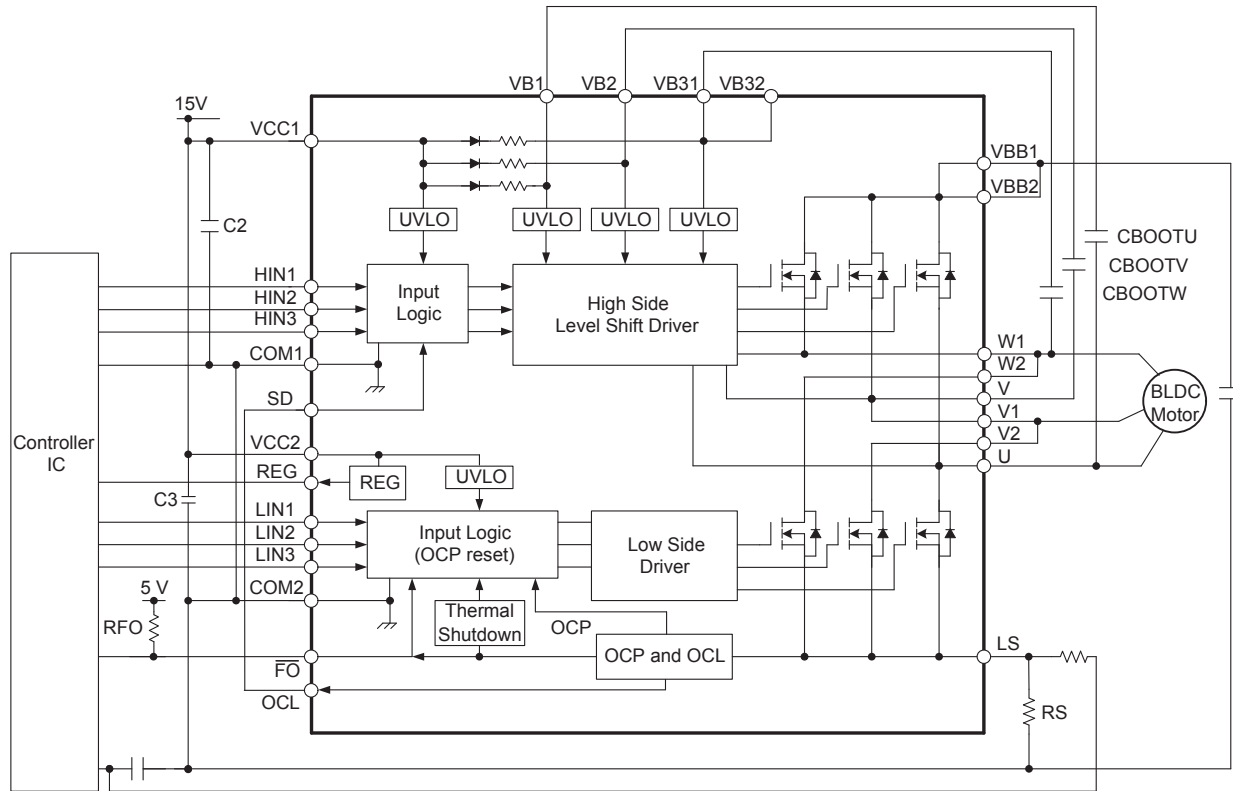 VB1
VB2
VB31
VB32
15V
VCC1
VBB1
VBB2
UVLO
UVLO
UVLO
UVLO
C2
CBOOTU
CBOOTV
CBOOTW
HIN1
HIN2
HIN3
Input
Logic
High Side
Level Shift Driver
COM1
W1
W2
SD
V
V1
V2
U
BLDC
Motor
Controller
IC
VCC2
REG
REG
UVLO
C3
LIN1
LIN2
LIN3
Input Logic
(OCP reset)
Low Side
Driver
5 V
COM2
RFO
Thermal
Shutdown
OCP
OCP and OCL
LS
FO
OCL
RS